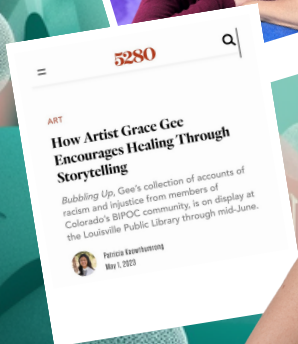 5280
ART
How Artist Grace Gee
Encourages Healing Through
Storytelling
Bubbling Up, Gee's collection of accounts of
racism and injustice from members of
Colorado's BIPOC community, is on display at
the Louisville Public Library through mid-June.
Patricia Kaowthumrong
May 1, 2023